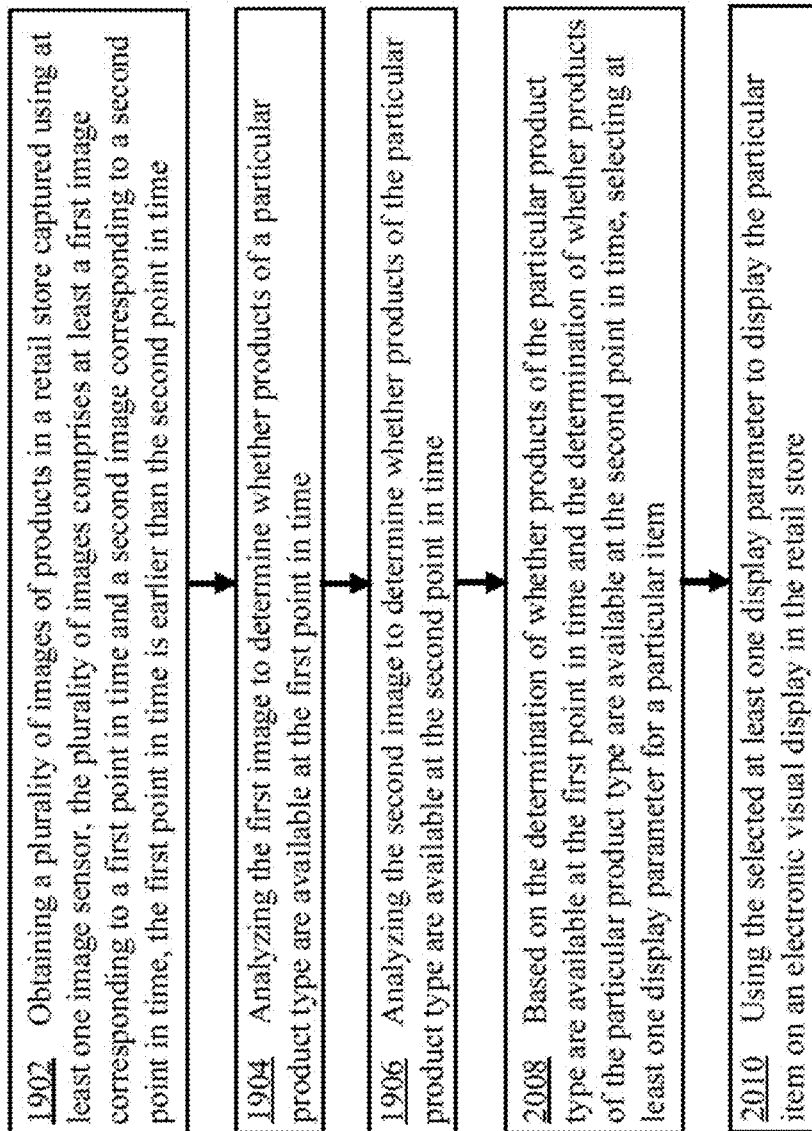 1902 Obtaining a plurality of images of products in a retail store captured using at
least one image sensor, the plurality of images comprises at least a first image
corresponding to a first point in time and a second image corresponding to a second
point in time, the first point in time is earlier than the second point in time
1904 Analyzing the first image to determine whether products of a particular
product type are available at the first point in time
1906 Analyzing the second image to determine whether products of the particular
product type are available at the second point in time
2008 Based on the determination of whether products of the particular product
type are available at the first point in time and the determination of whether products
of the particular product type are available at the second point in time, selecting at
least one display parameter for a particular item
2010 Using the selected at least one display parameter to display the particular
item on an electronic visual display in the retail store